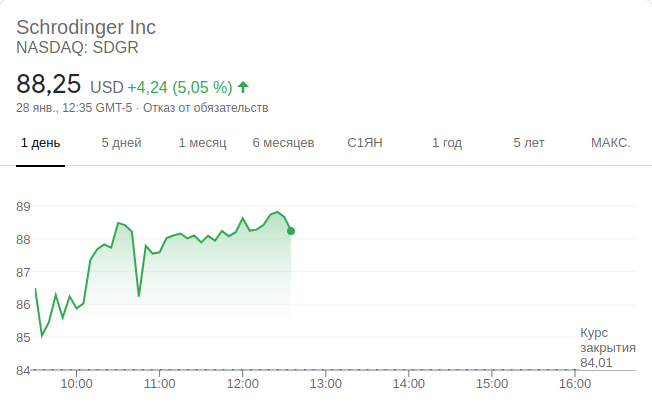 Schrodinger Inc
NASDAQ: SDGR
88,25 USD +4,24 (5,05 %)
28 янв., 12:35 GMT-5 · Отказ от обязательств
1 день 5 дней 1 месяц 6 месяцев С1ЯН 1 год 5 лет МАКС.
89
88
87
86
85
84
Курс
закрытия
84,01
10:00 11:00 12:00 13:00 14:00 15:00 16:00